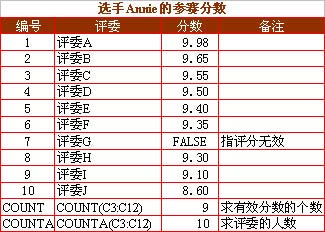 选手Annie的参赛分数
编号 评委 分数 备注
1 评委A 9.98
2 评委B 9.65
3 评委C 9.55
4 评委D 9.50
5 评委E 9.40
6 评委F 9.35
7 评委G FALSE 指评分无效
8 评委H 9.30
9 评委I 9.10
10 评委J 8.60
COUNT COUNT(C3:C12) 9 求有效分数的个数
COUNTA COUNTA(C3:C12) 10 求评委的人数